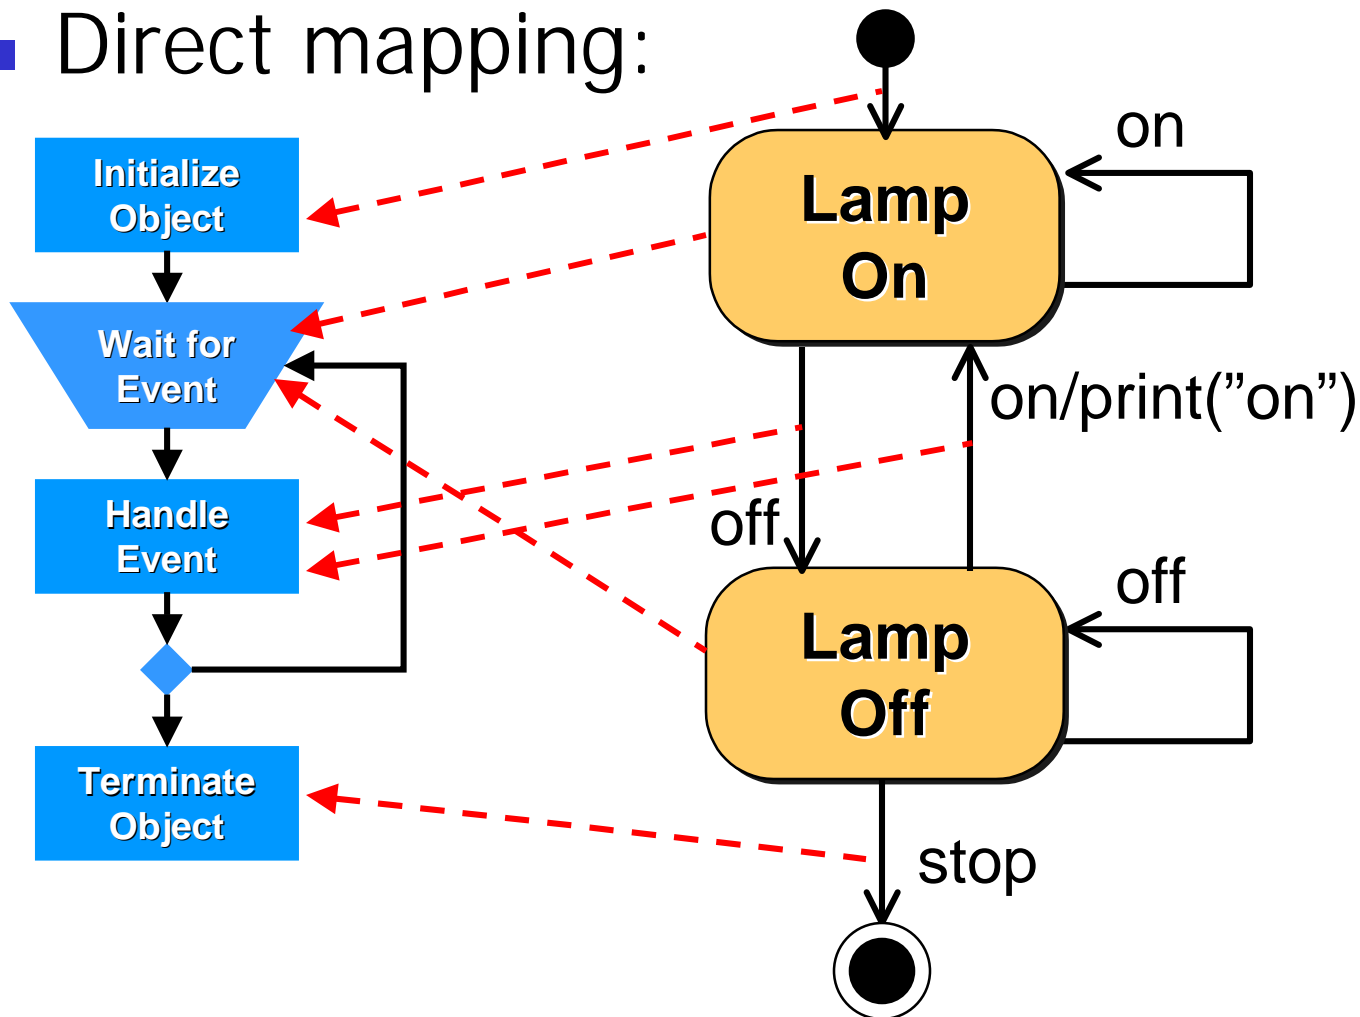 Direct mapping:
Initialize
Object
Wait for
Event
Handle
Event
Terminate
Object
on
Lamp
On
on/print(”on”)
off
off
Lamp
Off
stop